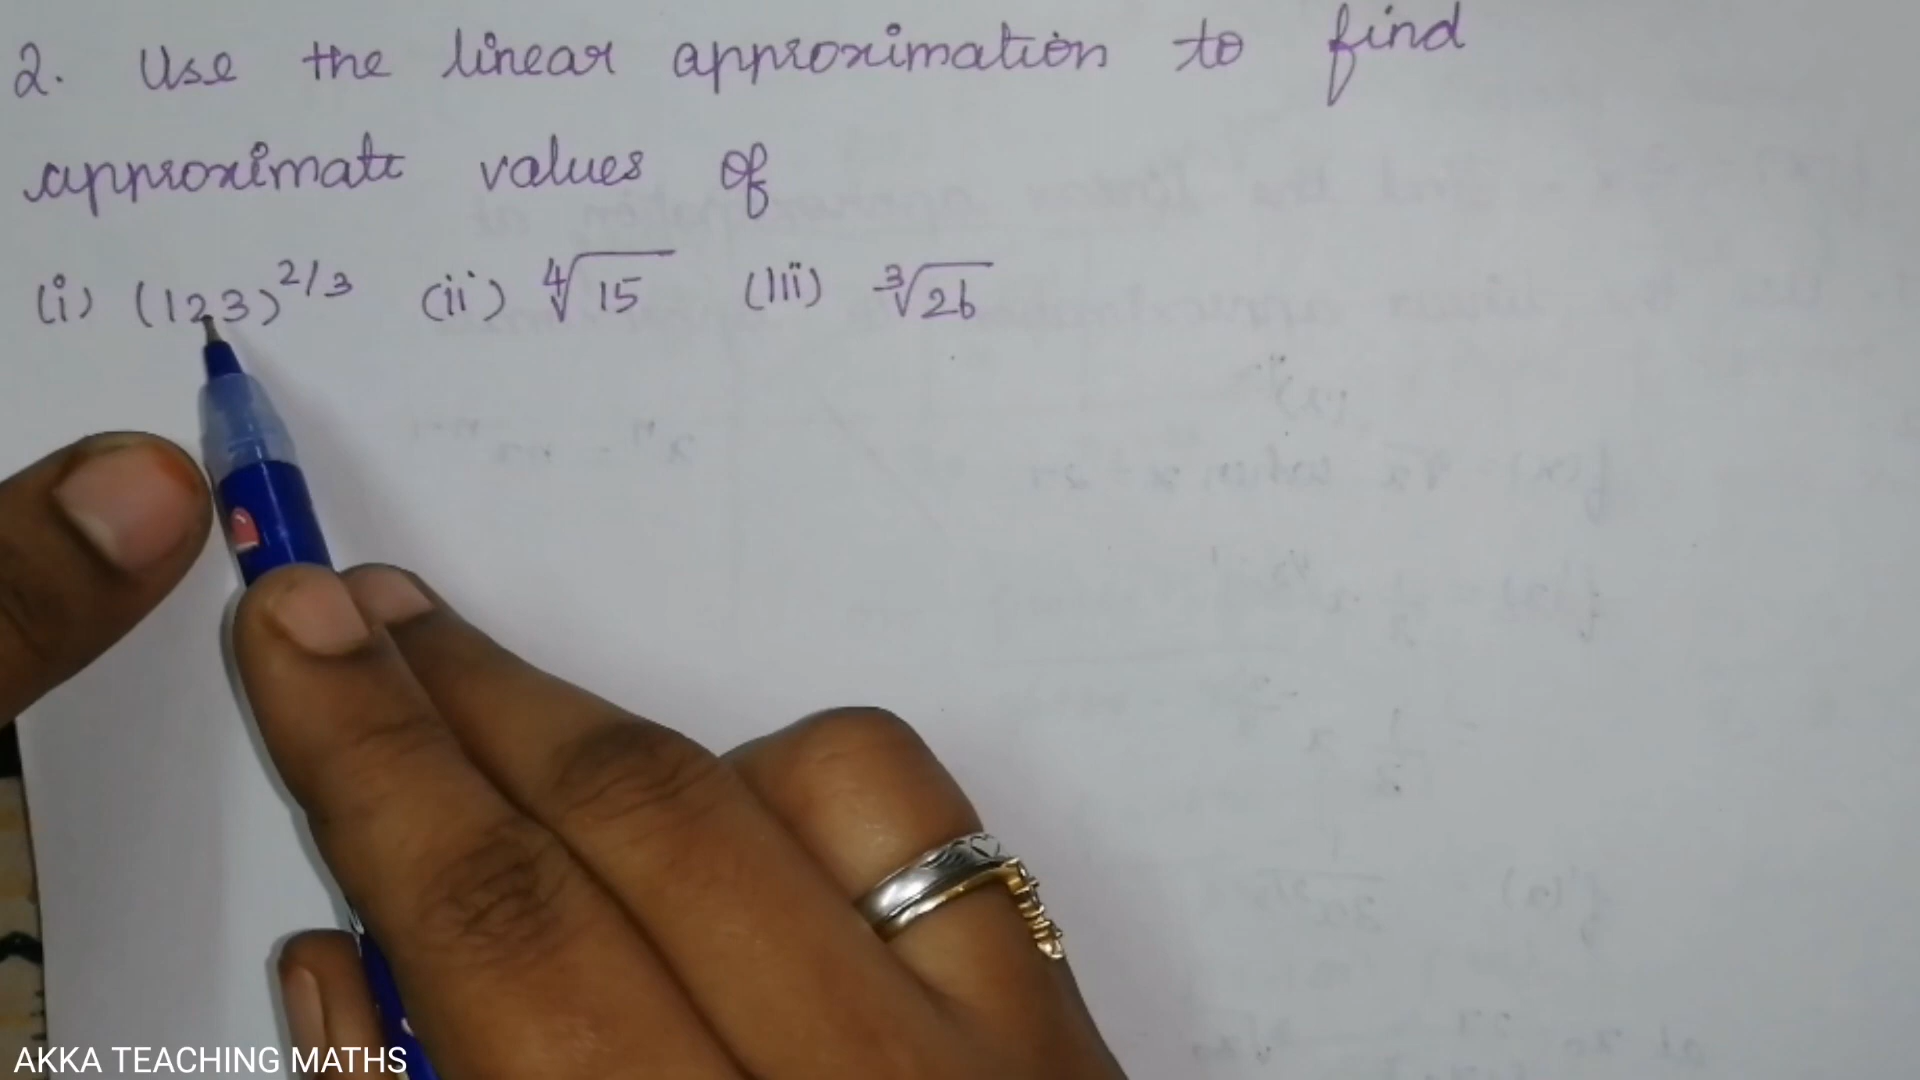 2. Use the linear approximation to find
approximate values of
(i) (123)^{2/3} (ii) ∜15 (iii) ∛26
AKKA TEACHING MATHS